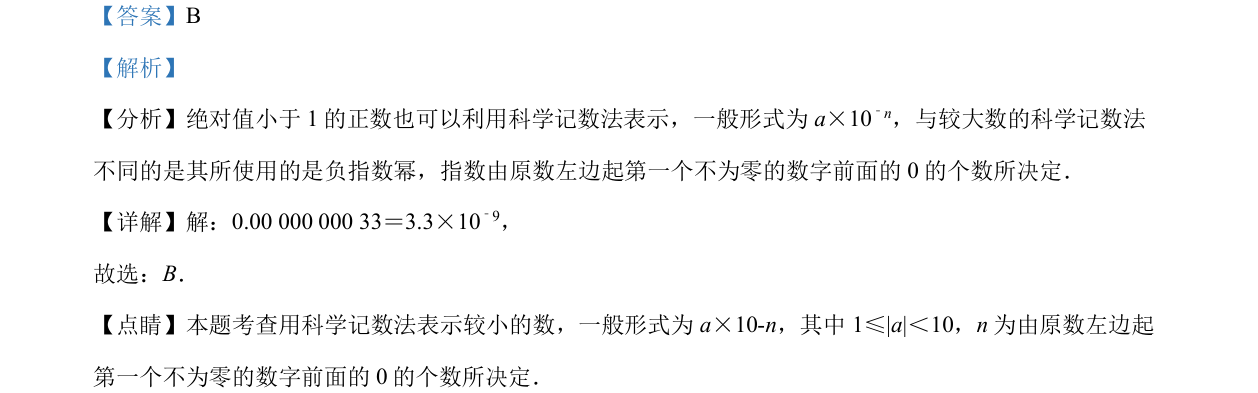 【答案】B
【解析】
【分析】绝对值小于 1 的正数也可以利用科学记数法表示，一般形式为 a×10⁻ⁿ，与较大数的科学记数法
不同的是其所使用的是负指数幂，指数由原数左边起第一个不为零的数字前面的 0 的个数所决定．
【详解】解：0.00 000 000 33＝3.3×10⁻⁹，
故选：B．
【点睛】本题考查用科学记数法表示较小的数，一般形式为 a×10-n，其中 1≤|a|＜10，n 为由原数左边起
第一个不为零的数字前面的 0 的个数所决定．